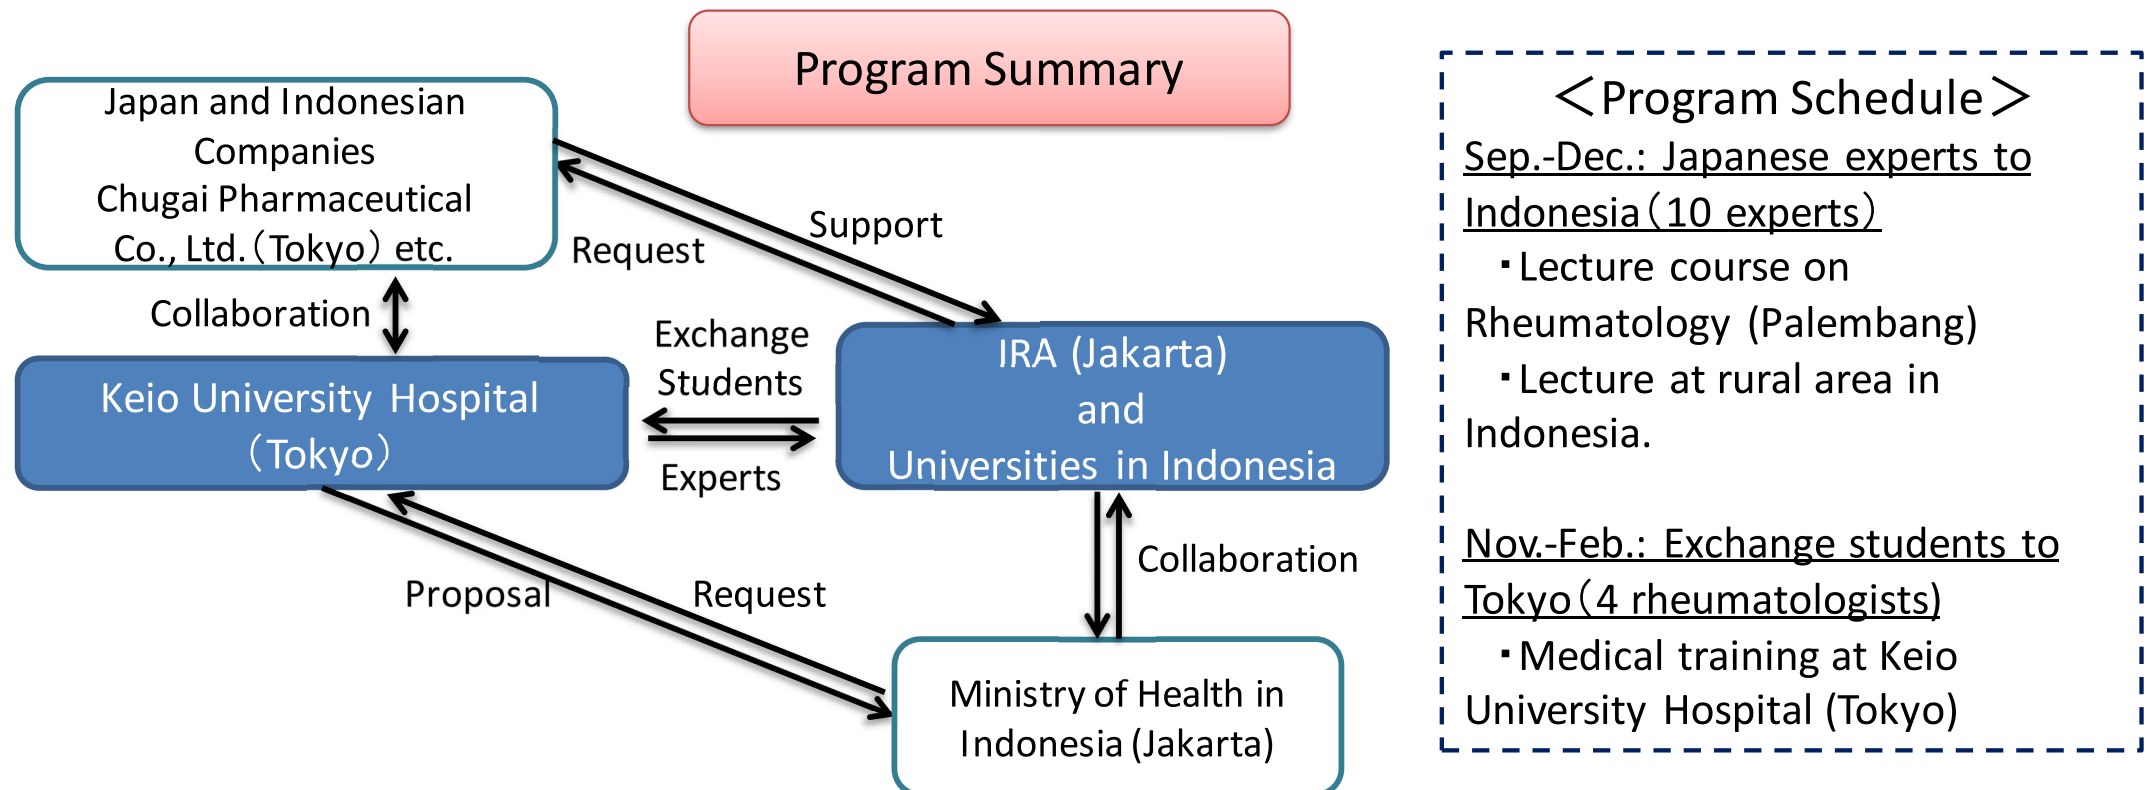 Program Summary
Japan and Indonesian
Companies
Chugai Pharmaceutical
Co., Ltd.（Tokyo） etc.
Support
Request
Collaboration
Exchange
Students
Experts
Keio University Hospital
（Tokyo）
IRA (Jakarta)
and
Universities in Indonesia
Proposal
Request
Collaboration
Ministry of Health in
Indonesia (Jakarta)
＜Program Schedule＞
Sep.-Dec.: Japanese experts to
Indonesia（10 experts）
・Lecture course on
Rheumatology (Palembang)
・Lecture at rural area in
Indonesia.
Nov.-Feb.: Exchange students to
Tokyo（4 rheumatologists)
・Medical training at Keio
University Hospital (Tokyo)